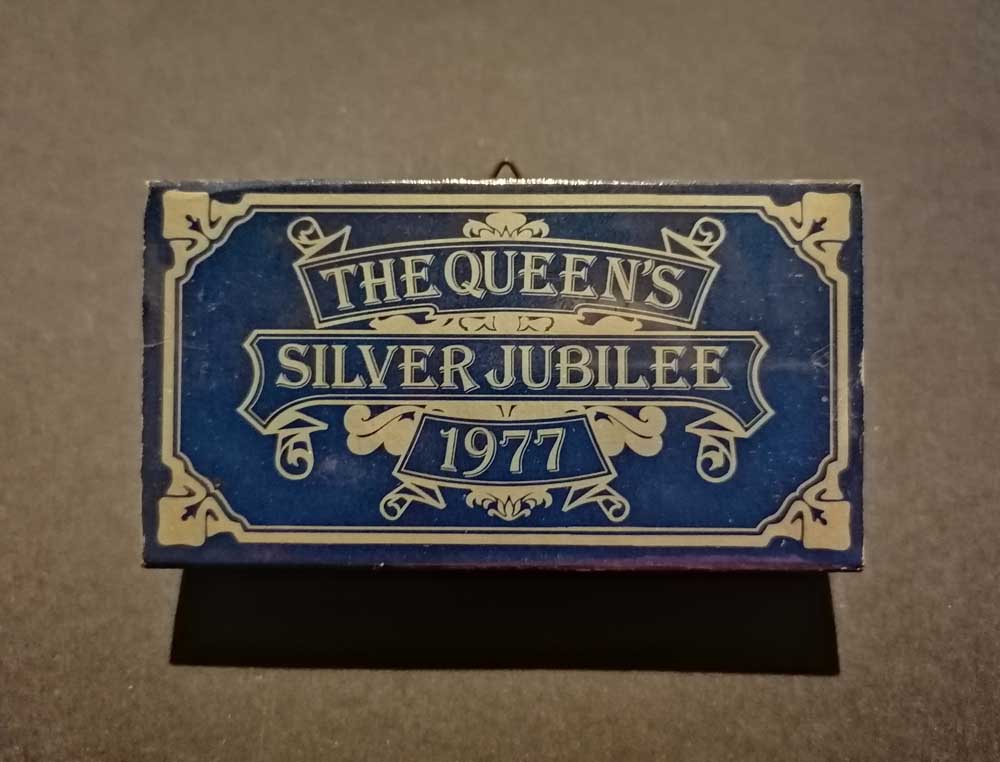 THE QUEEN'S
SILVER JUBILEE
1977